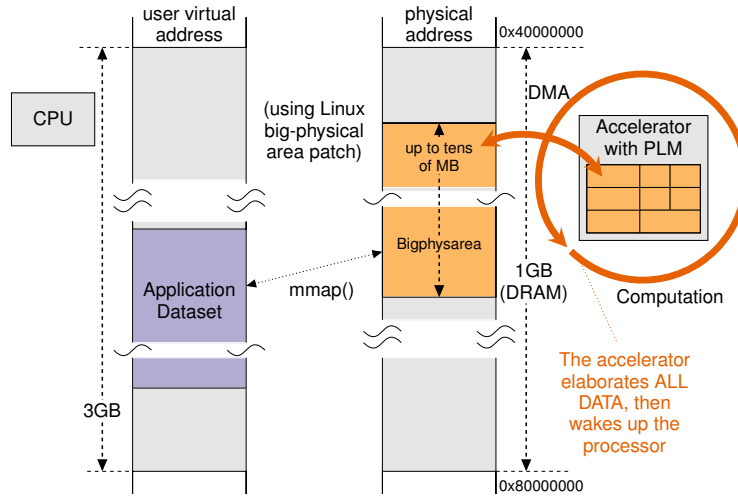 user virtual
address
physical
address
0x40000000
CPU
(using Linux
big-physical
area patch)
up to tens
of MB
DMA
Accelerator
with PLM
Application
Dataset
mmap()
Bigphysarea
1GB
(DRAM)
Computation
3GB
The accelerator
elaborates ALL
DATA, then
wakes up the
processor
0x80000000